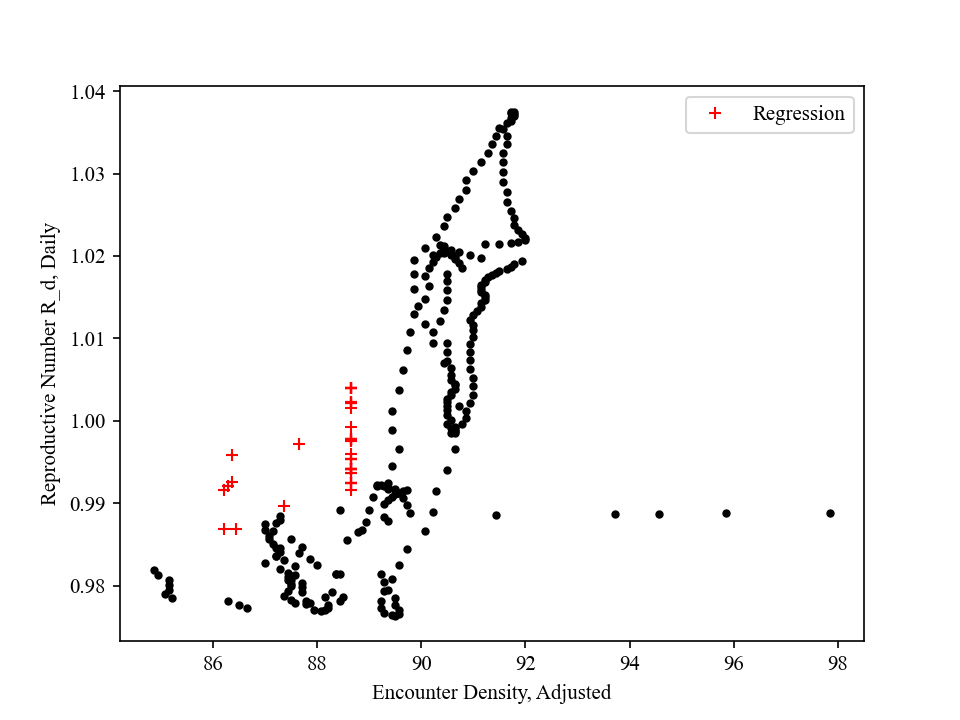 1.04
1.03
1.02
1.01
1.00
0.99
0.98
Reproductive Number R_d, Daily
Regression
86 88 90 92 94 96 98
Encounter Density, Adjusted